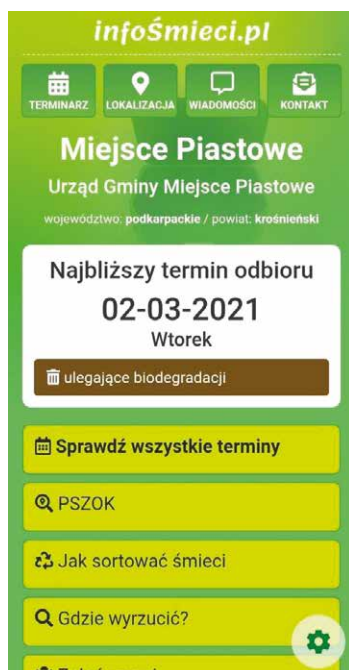 infoŚmieci.pl
TERMINARZ LOKALIZACJA WIADOMOŚCI KONTAKT
Miejsce Piastowe
Urząd Gminy Miejsce Piastowe
województwo: podkarpackie / powiat: krośnieński
Najbliższy termin odbioru
02-03-2021
Wtorek
ulegające biodegradacji
Sprawdź wszystkie terminy
PSZOK
Jak sortować śmieci
Gdzie wyrzucić?